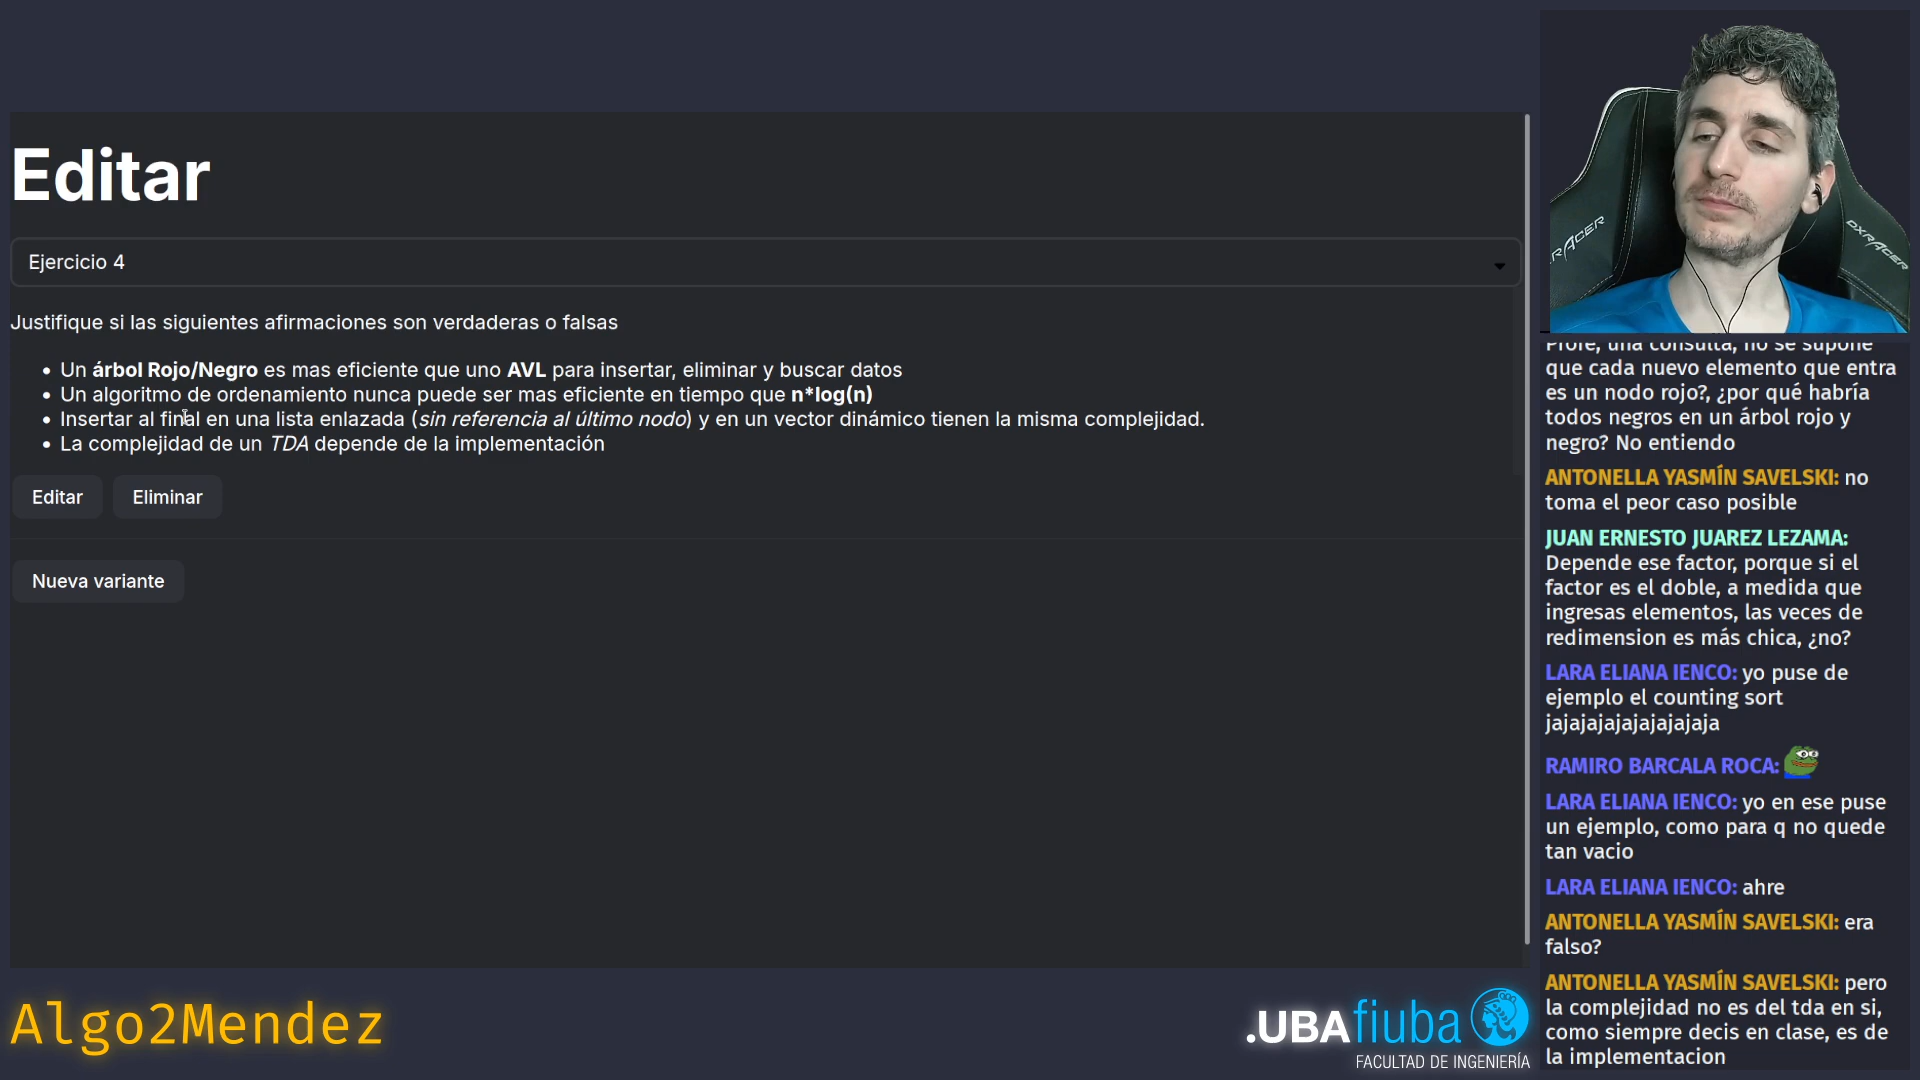 Editar
Ejercicio 4
Justifique si las siguientes afirmaciones son verdaderas o falsas
• Un árbol Rojo/Negro es mas eficiente que uno AVL para insertar, eliminar y buscar datos
• Un algoritmo de ordenamiento nunca puede ser mas eficiente en tiempo que n*log(n)
• Insertar al final en una lista enlazada (sin referencia al último nodo) y en un vector dinámico tienen la misma complejidad.
• La complejidad de un TDA depende de la implementación
Editar
Eliminar
Nueva variante
RACER
DXRACER
Profe, una consulta, no se supone
que cada nuevo elemento que entra
es un nodo rojo?, ¿por qué habría
todos negros en un árbol rojo y
negro? No entiendo
ANTONELLA YASMÍN SAVELSKI: no
toma el peor caso posible
JUAN ERNESTO JUAREZ LEZAMA:
Depende ese factor, porque si el
factor es el doble, a medida que
ingresas elementos, las veces de
redimension es más chica, ¿no?
LARA ELIANA IENCO: yo puse de
ejemplo el counting sort
jajajajajajajajaja
RAMIRO BARCALA ROCA:
LARA ELIANA IENCO: yo en ese puse
un ejemplo, como para q no quede
tan vacio
LARA ELIANA IENCO: ahre
ANTONELLA YASMÍN SAVELSKI: era
falso?
ANTONELLA YASMÍN SAVELSKI: pero
la complejidad no es del tda en si,
como siempre decis en clase, es de
la implementacion
Algo2Mendez
.UBAfiuba
FACULTAD DE INGENIERÍA